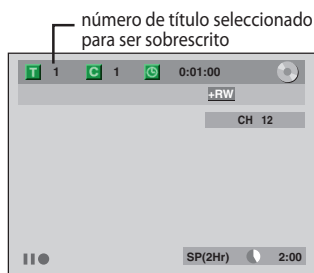 número de título seleccionado
para ser sobrescrito
T 1 C 1 0:01:00
+RW
CH 12
SP(2Hr) 2:00